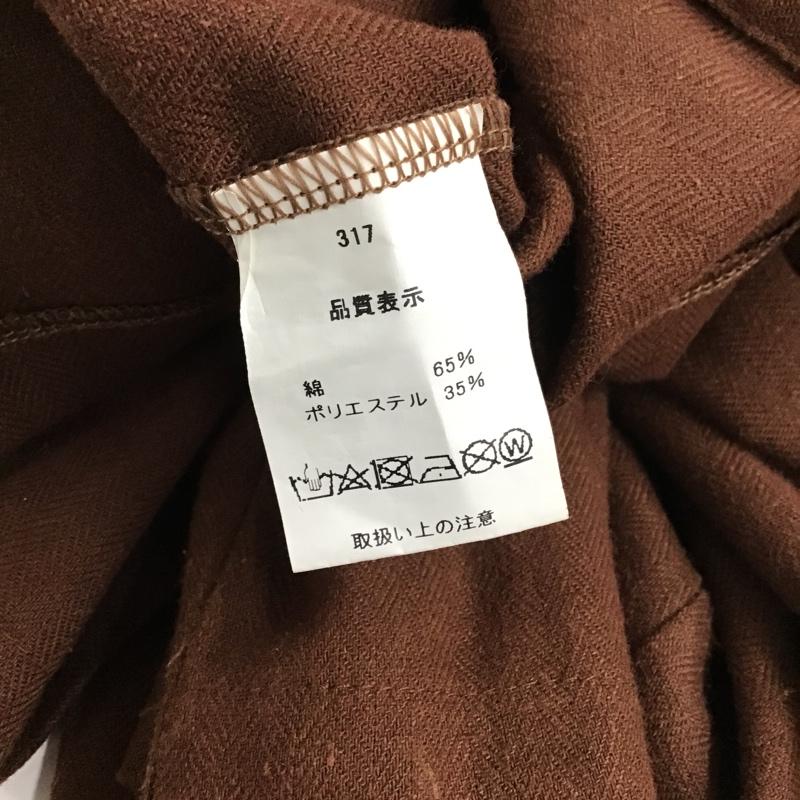 317
品質表示
綿 65%
ポリエステル 35%
W
取扱い上の注意